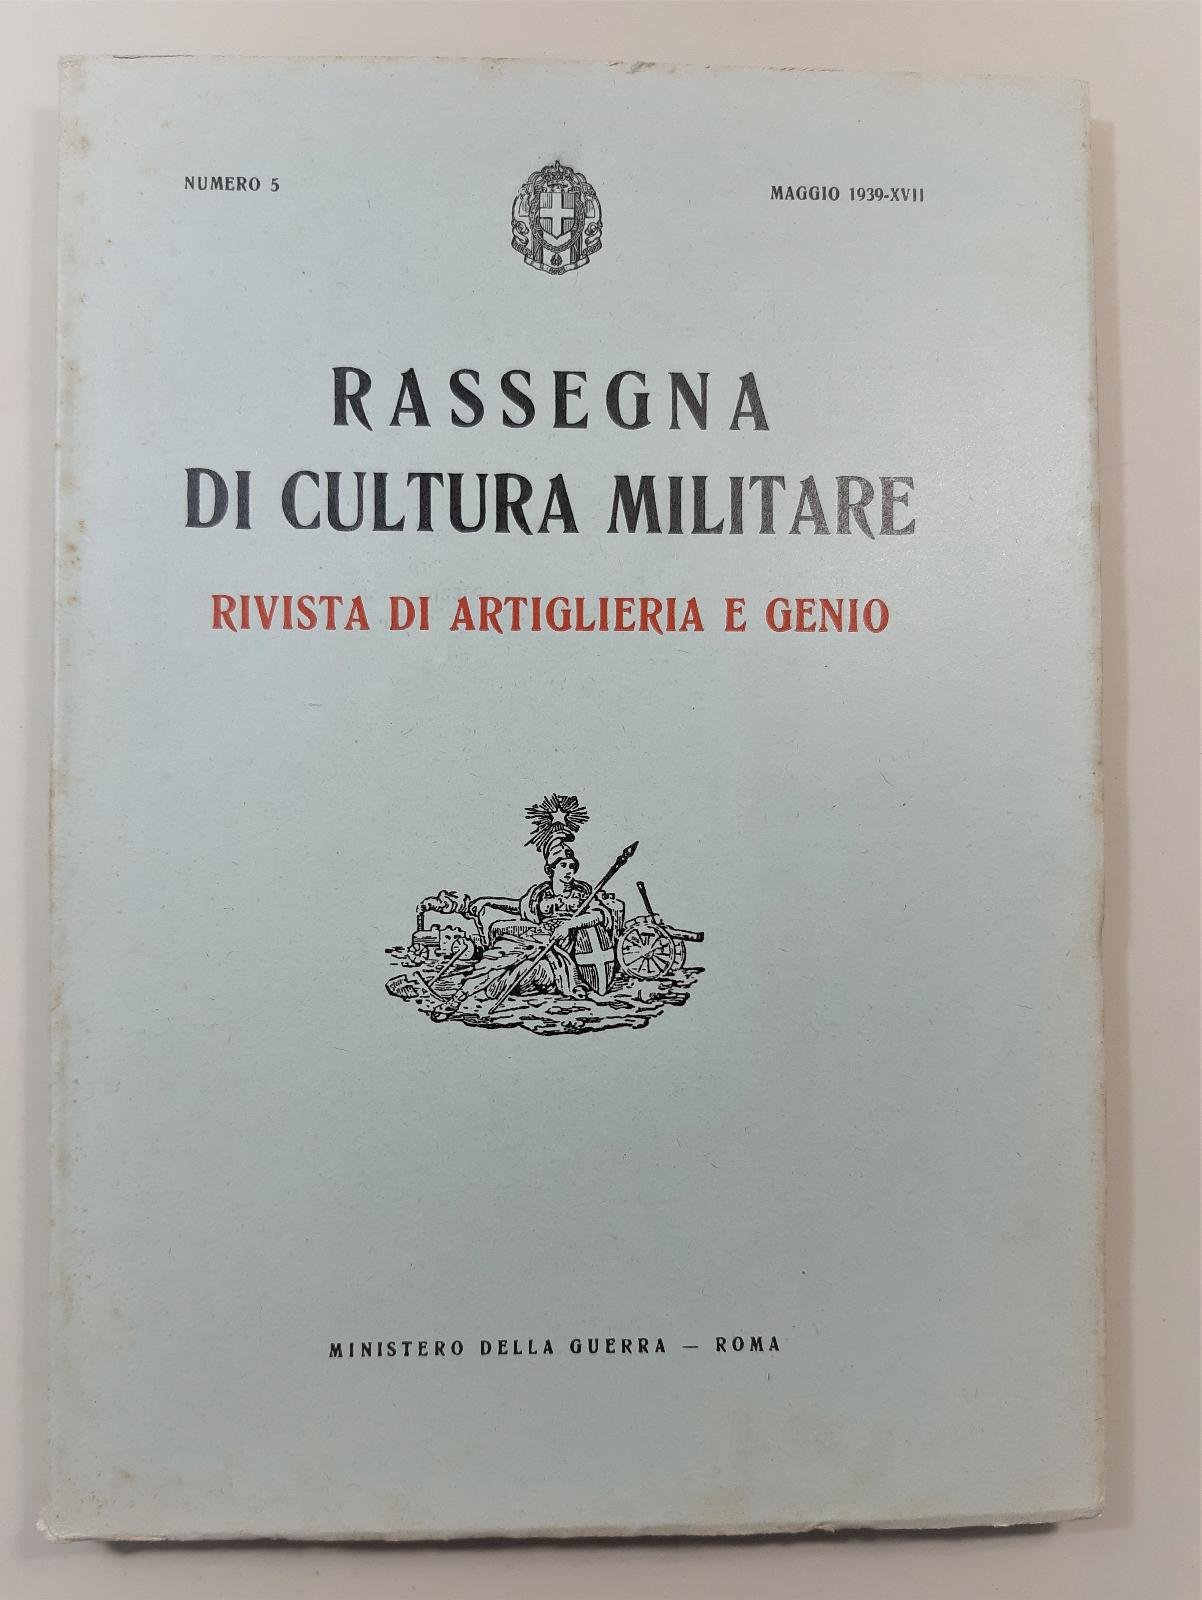 NUMERO 5
MAGGIO 1939-XVII
RASSEGNA
DI CULTURA MILITARE
RIVISTA DI ARTIGLIERIA E GENIO
MINISTERO DELLA GUERRA — ROMA